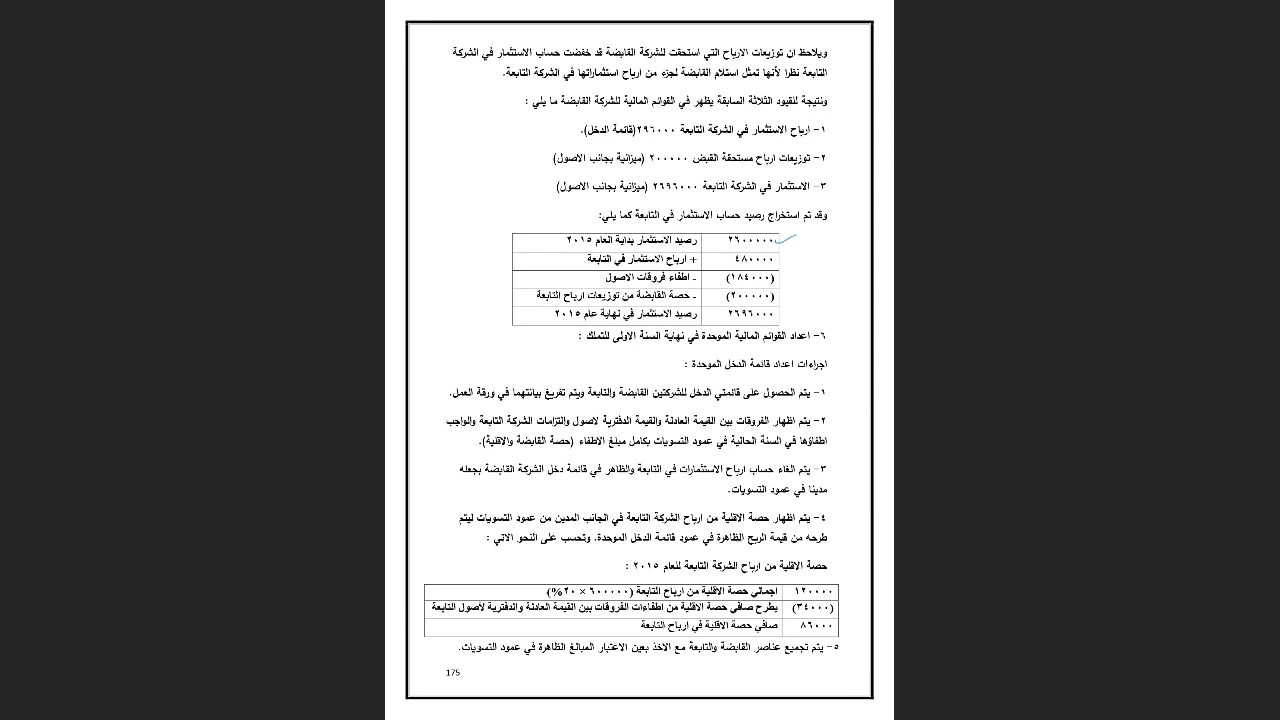 ويلاحظ ان توزيعات الارباح التي استحقت للشركة القابضة قد خفضت حساب الاستثمار في الشركة
التابعة نظرا لأنها تمثل استلام القابضة لجزء من ارباح استثماراتها في الشركة التابعة.
ونتيجة للقيود الثلاثة السابقة يظهر في القوائم المالية للشركة القابضة ما يلي :
١- ارباح الاستثمار في الشركة التابعة ٢٩٦٠٠٠(قائمة الدخل).
٢- توزيعات ارباح مستحقة القبض ٢٠٠٠٠٠ (ميزانية بجانب الاصول)
٣- الاستثمار في الشركة التابعة ٢٦٩٦٠٠٠ (ميزانية بجانب الاصول)
وقد تم استخراج رصيد حساب الاستثمار في التابعة كما يلي:
٢٦٠٠٠٠٠ رصيد الاستثمار بداية العام ٢٠١٥
٤٨٠٠٠٠ + ارباح الاستثمار في التابعة
(١٨٤٠٠٠) - اطفاء فروقات الاصول
(٢٠٠٠٠٠) - حصة القابضة من توزيعات ارباح التابعة
٢٦٩٦٠٠٠ رصيد الاستثمار في نهاية عام ٢٠١٥
٦- اعداد القوائم المالية الموحدة في نهاية السنة الاولى للتملك :
اجراءات اعداد قائمة الدخل الموحدة :
١- يتم الحصول على قائمتي الدخل للشركتين القابضة والتابعة ويتم تفريغ بياناتهما في ورقة العمل.
٢- يتم اظهار الفروقات بين القيمة العادلة والقيمة الدفترية لاصول والتزامات الشركة التابعة والواجب
اطفاؤها في السنة الحالية في عمود التسويات بكامل مبلغ الاطفاء (حصة القابضة والاقلية).
٣- يتم الغاء حساب ارباح الاستثمارات في التابعة والظاهر في قائمة دخل الشركة القابضة بجعله
مدينا في عمود التسويات.
٤- يتم اظهار حصة الاقلية من ارباح الشركة التابعة في الجانب المدين من عمود التسويات ليتم
طرحه من قيمة الربح الظاهرة في عمود قائمة الدخل الموحدة. وتحسب على النحو الاتي :
حصة الاقلية من ارباح الشركة التابعة للعام ٢٠١٥ :
١٢٠٠٠٠ اجمالي حصة الاقلية من ارباح التابعة (٦٠٠٠٠٠ × ٢٠%)
(٣٤٠٠٠) يطرح صافي حصة الاقلية من اطفاءات الفروقات بين القيمة العادلة والدفترية لأصول التابعة
٨٦٠٠٠ صافي حصة الاقلية في ارباح التابعة
٥- يتم تجميع عناصر القابضة والتابعة مع الاخذ بعين الاعتبار المبالغ الظاهرة في عمود التسويات.
175